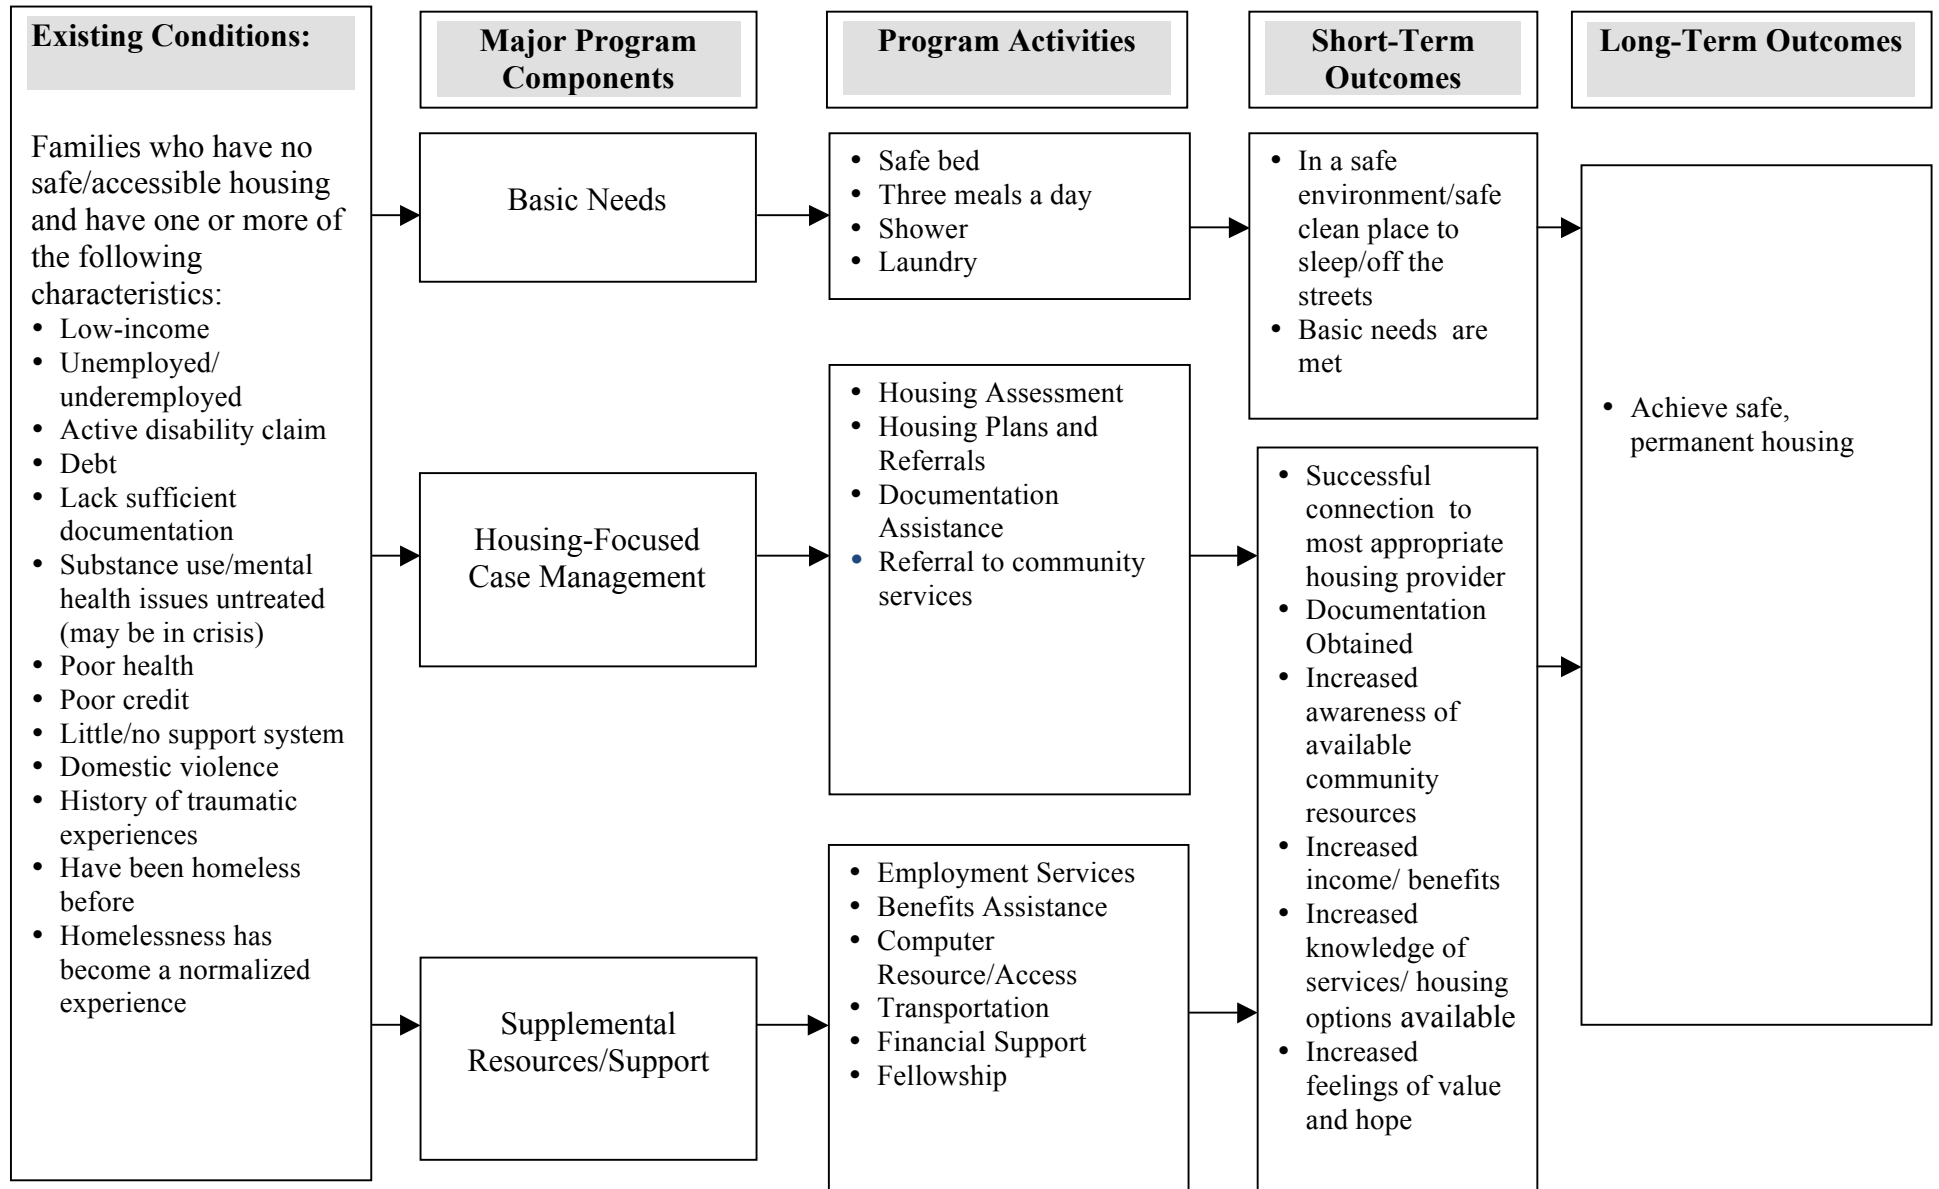 Existing Conditions:
Families who have no
safe/accessible housing
and have one or more of
the following
characteristics:
• Low-income
• Unemployed/
underemployed
• Active disability claim
• Debt
• Lack sufficient
documentation
• Substance use/mental
health issues untreated
(may be in crisis)
• Poor health
• Poor credit
• Little/no support system
• Domestic violence
• History of traumatic
experiences
• Have been homeless
before
• Homelessness has
become a normalized
experience
Major Program
Components
Basic Needs
Housing-Focused
Case Management
Supplemental
Resources/Support
Program Activities
• Safe bed
• Three meals a day
• Shower
• Laundry
• Housing Assessment
• Housing Plans and
Referrals
• Documentation
Assistance
• Referral to community
services
• Employment Services
• Benefits Assistance
• Computer
Resource/Access
• Transportation
• Financial Support
• Fellowship
Short-Term
Outcomes
• In a safe
environment/safe
clean place to
sleep/off the
streets
• Basic needs are
met
• Successful
connection to
most appropriate
housing provider
• Documentation
Obtained
• Increased
awareness of
available
community
resources
• Increased
income/ benefits
• Increased
knowledge of
services/ housing
options available
• Increased
feelings of value
and hope
Long-Term Outcomes
• Achieve safe,
permanent housing